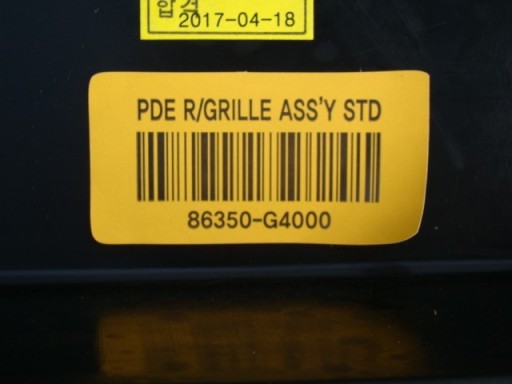 합격
2017-04-18
PDE R/GRILLE ASS'Y STD
86350-G4000